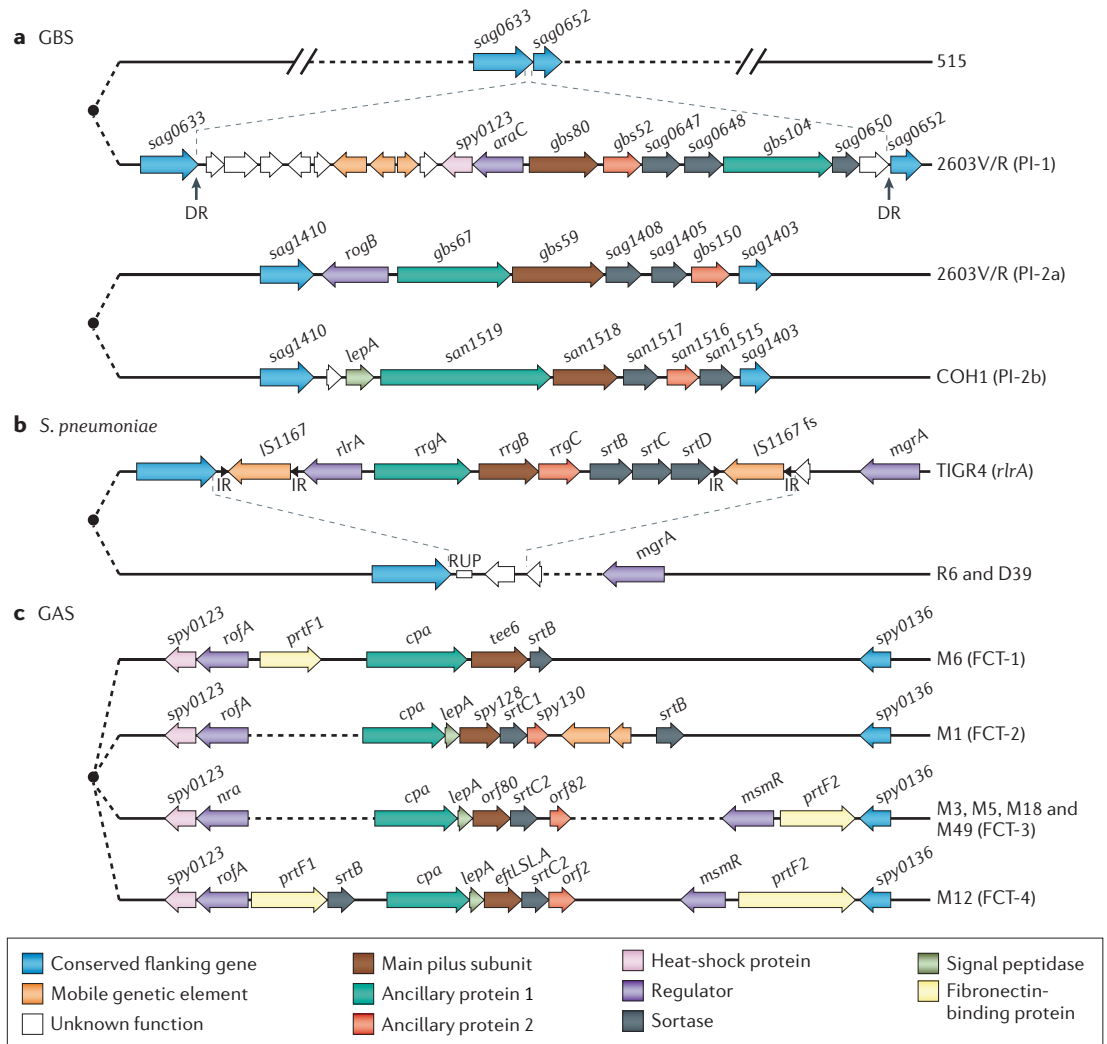 a GBS
sag0633 sag0652
515
sag0633 spy0123 araC gbs80 gbs52 sag0647 sag0648 gbs104 sag0650 sag0652
2603V/R (PI-1)
DR DR
sag1410 rogB gbs67 gbs59 sag1408 sag1405 gbs150 sag1403
2603V/R (PI-2a)
sag1410 lepA san1519 san1518 san1517 san1516 san1515 sag1403
COH1 (PI-2b)
b S. pneumoniae
IS1167 rlrA rrgA rrgB rrgC srtB srtC srtD IS1167 fs mgrA
TIGR4 (rlrA)
IR IR IR IR
RUP mgrA
R6 and D39
c GAS
spy0123 rofA prtF1 cpa tee6 srtB spy0136
M6 (FCT-1)
spy0123 rofA cpa lepA spy128 srtC1 spy130 srtB spy0136
M1 (FCT-2)
spy0123 nra cpa lepA orf80 srtC2 orf82 msmR prtF2 spy0136
M3, M5, M18 and
M49 (FCT-3)
spy0123 rofA prtF1 srtB cpa lepA eftLSL.A srtC2 orf2 msmR prtF2 spy0136
M12 (FCT-4)
Conserved flanking gene
Mobile genetic element
Unknown function
Main pilus subunit
Ancillary protein 1
Ancillary protein 2
Heat-shock protein
Regulator
Sortase
Signal peptidase
Fibronectin-
binding protein